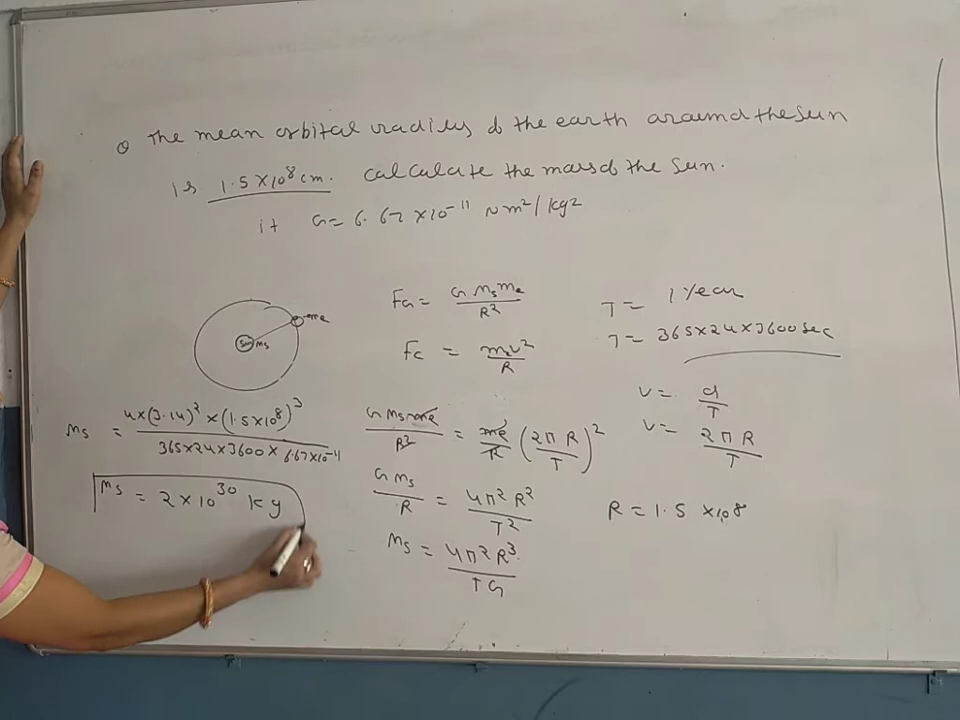 Q The mean orbital radius of the earth around the sun
is 1.5 × 10⁸ cm. calculate the mass of the sun.
if G = 6.67 × 10⁻¹¹ Nm²/kg²
me
Sun Ms
FG = G Ms me / R²
Fc = me v² / R
T = 1 Year
T = 365×24×3600 Sec
v = d / T
v = 2π R / T
R = 1.5 ×10⁸
G Ms me / R² = me / R (2π R / T)²
G Ms / R = 4π² R² / T²
Ms = 4π² R³ / T G
Ms = 4×(3.14)² × (1.5×10⁸)³ / 365×24×3600 × 6.67×10⁻¹¹
Ms = 2 × 10³⁰ kg